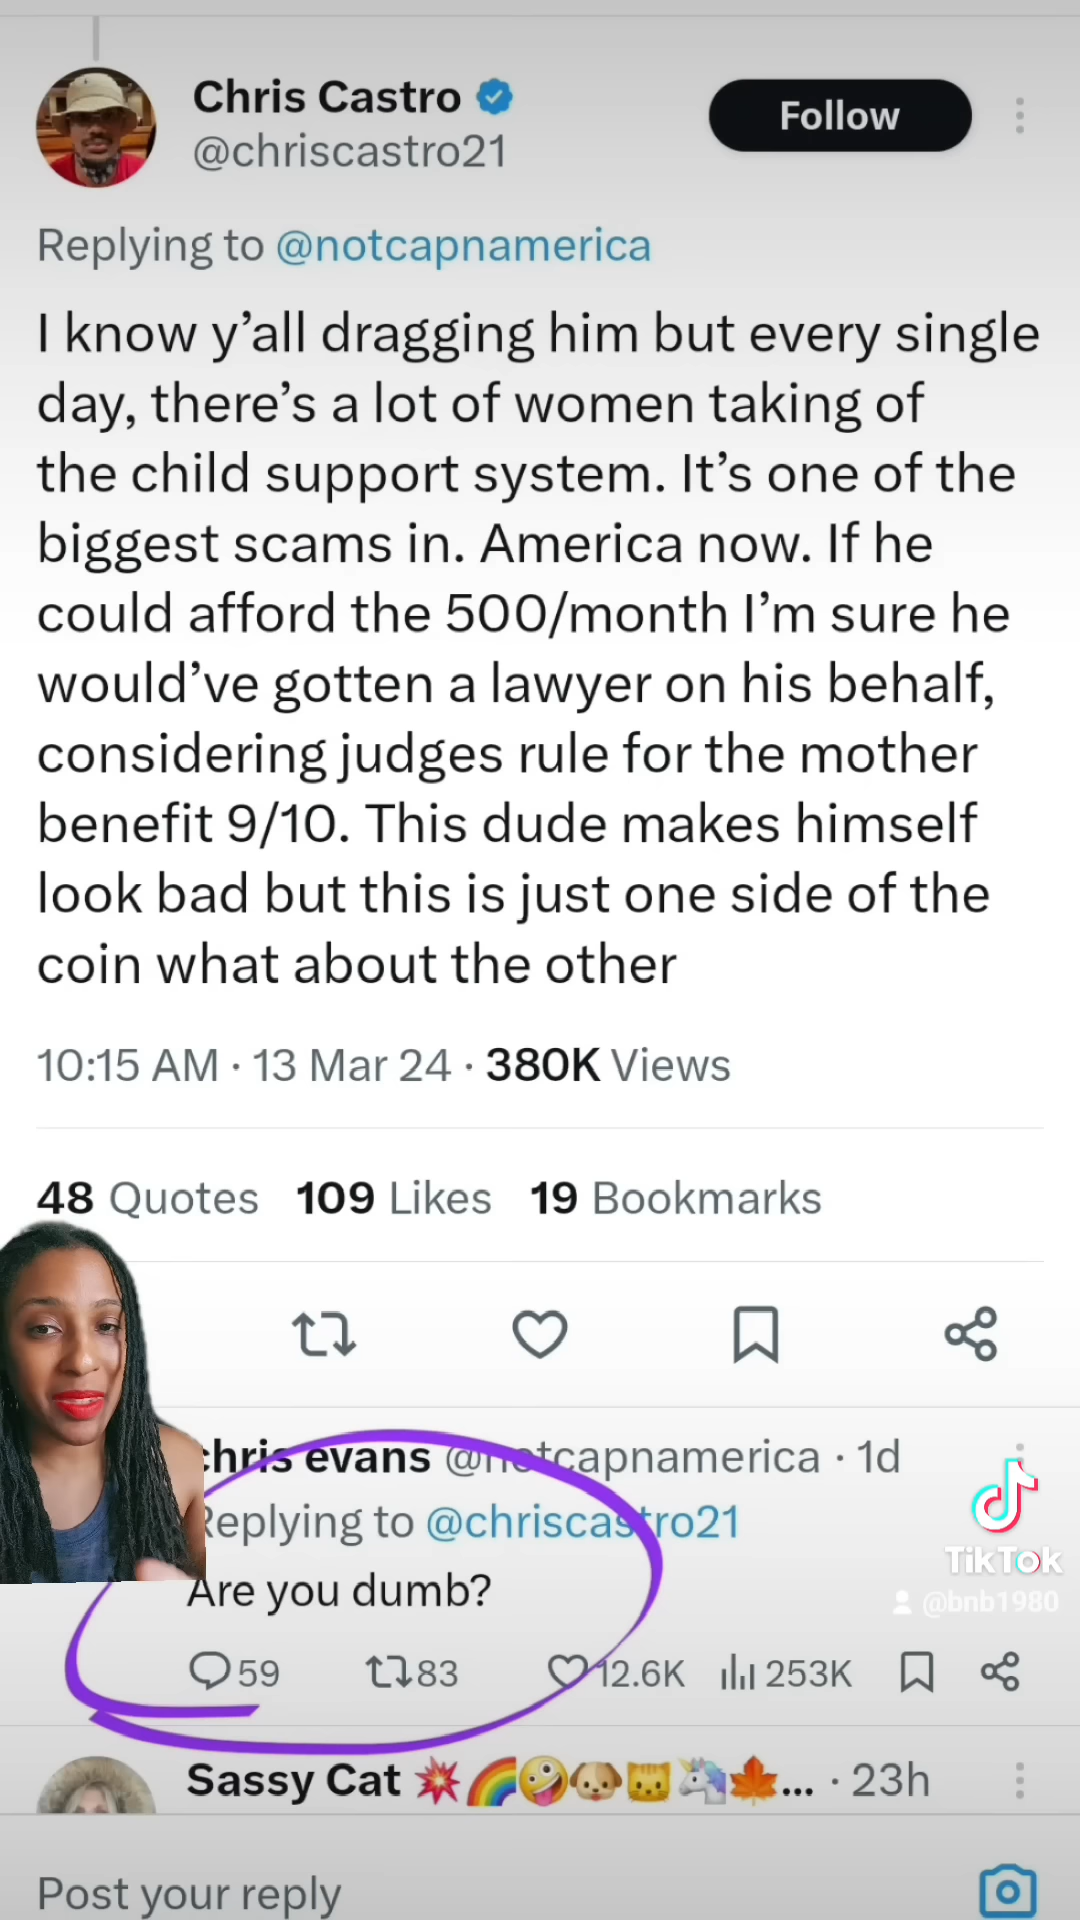 Chris Castro
@chriscastro21
Follow
Replying to @notcapnamerica
I know y’all dragging him but every single
day, there’s a lot of women taking of
the child support system. It’s one of the
biggest scams in. America now. If he
could afford the 500/month I’m sure he
would’ve gotten a lawyer on his behalf,
considering judges rule for the mother
benefit 9/10. This dude makes himself
look bad but this is just one side of the
coin what about the other
10:15 AM · 13 Mar 24 · 380K Views
48 Quotes 109 Likes 19 Bookmarks
chris evans @notcapnamerica · 1d
Replying to @chriscastro21
Are you dumb?
59 83 12.6K 253K
TikTok
@bnb1980
Sassy Cat 💥🌈🤪🐶🐱🦄🍁... · 23h
Post your reply